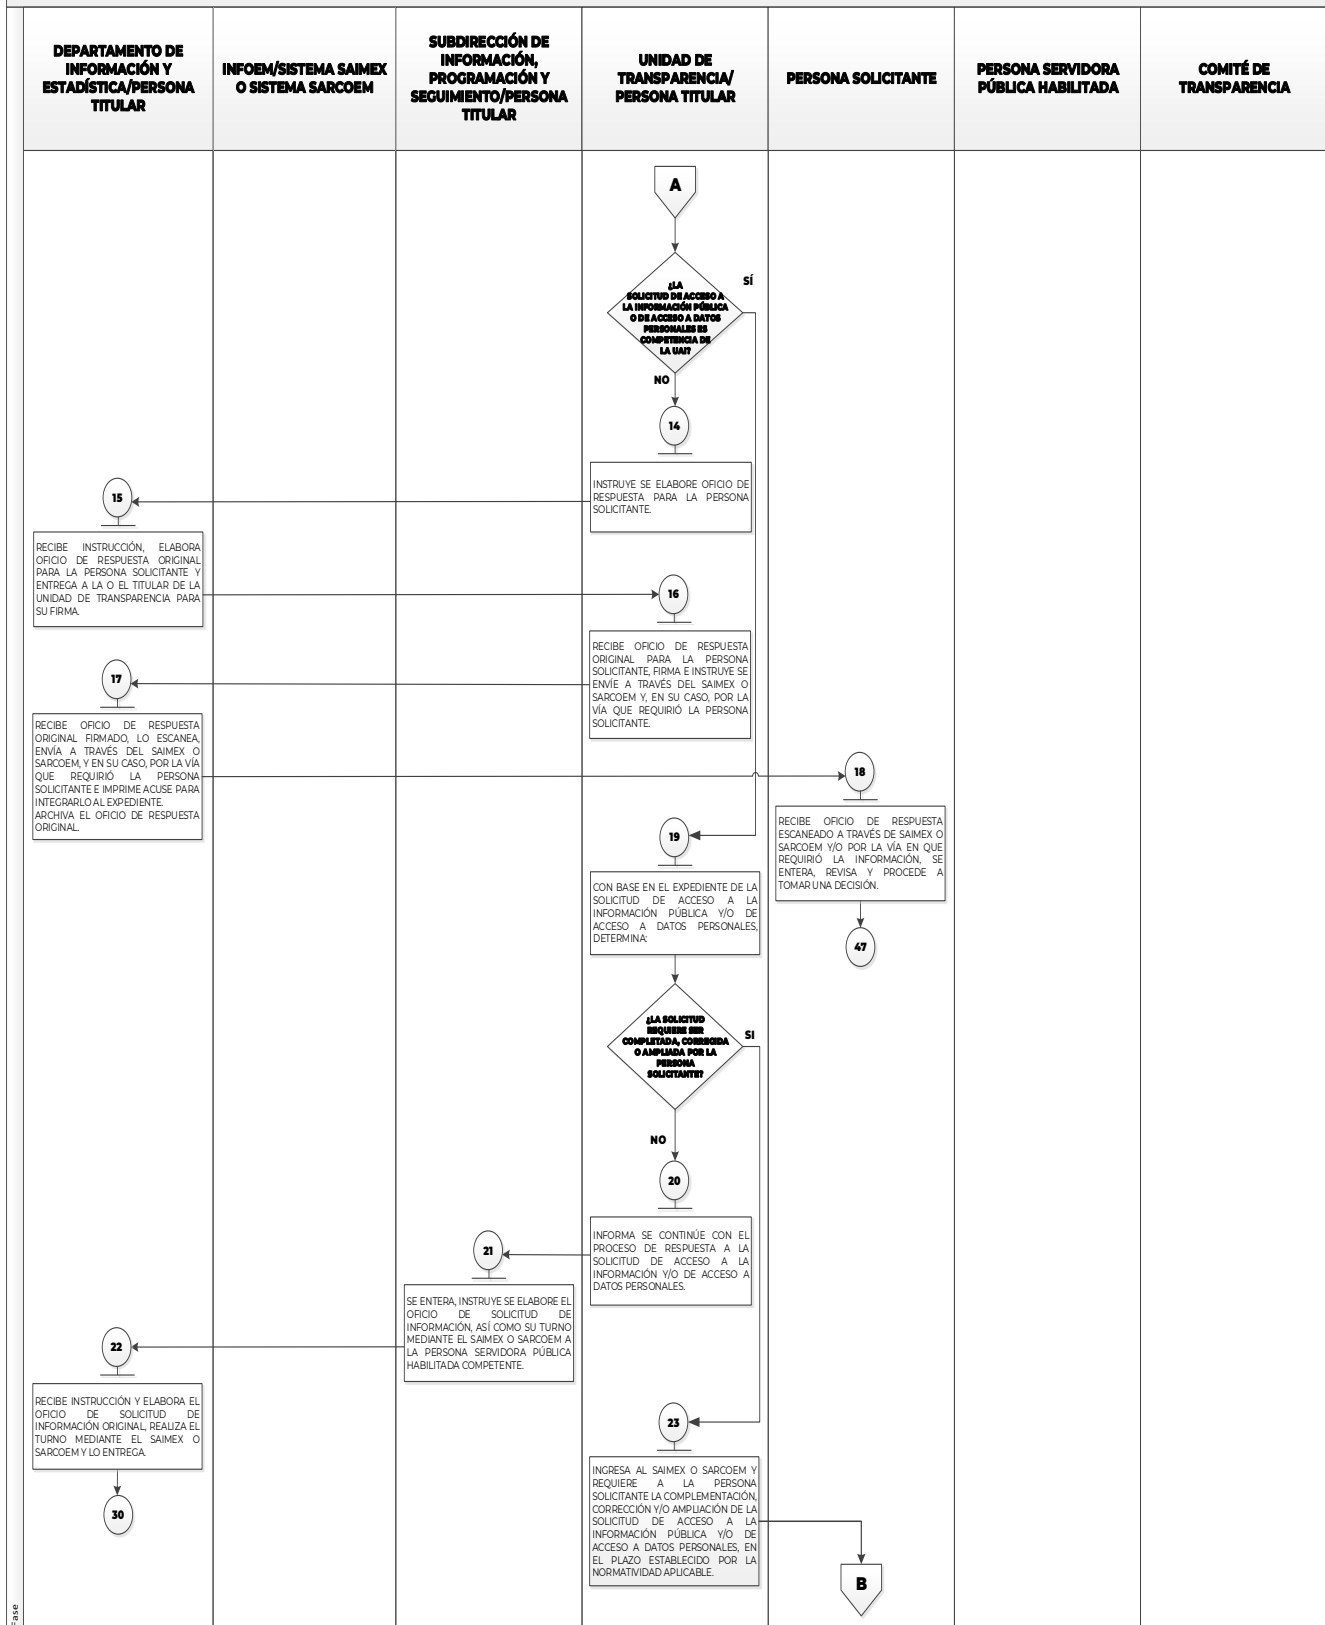 DEPARTAMENTO DE
INFORMACIÓN Y
ESTADÍSTICA/PERSONA
TITULAR
INFOEM/SISTEMA SAIMEX
O SISTEMA SARCOEM
SUBDIRECCIÓN DE
INFORMACIÓN,
PROGRAMACIÓN Y
SEGUIMIENTO/PERSONA
TITULAR
UNIDAD DE
TRANSPARENCIA/
PERSONA TITULAR
PERSONA SOLICITANTE
PERSONA SERVIDORA
PÚBLICA HABILITADA
COMITÉ DE
TRANSPARENCIA
A
¿LA
SOLICITUD DE ACCESO A
LA INFORMACIÓN PÚBLICA
O DE ACCESO A DATOS
PERSONALES ES
COMPETENCIA DE
LA UAI?
SÍ
NO
14
INSTRUYE SE ELABORE OFICIO DE
RESPUESTA PARA LA PERSONA
SOLICITANTE.
15
RECIBE INSTRUCCIÓN, ELABORA
OFICIO DE RESPUESTA ORIGINAL
PARA LA PERSONA SOLICITANTE Y
ENTREGA A LA O EL TITULAR DE LA
UNIDAD DE TRANSPARENCIA PARA
SU FIRMA.
16
RECIBE OFICIO DE RESPUESTA
ORIGINAL PARA LA PERSONA
SOLICITANTE, FIRMA E INSTRUYE SE
ENVÍE A TRAVÉS DEL SAIMEX O
SARCOEM Y, EN SU CASO, POR LA
VÍA QUE REQUIRIÓ LA PERSONA
SOLICITANTE.
17
RECIBE OFICIO DE RESPUESTA
ORIGINAL FIRMADO, LO ESCANEA,
ENVÍA A TRAVÉS DEL SAIMEX O
SARCOEM, Y EN SU CASO, POR LA VÍA
QUE REQUIRIÓ LA PERSONA
SOLICITANTE E IMPRIME ACUSE PARA
INTEGRARLO AL EXPEDIENTE.
ARCHIVA EL OFICIO DE RESPUESTA
ORIGINAL.
18
RECIBE OFICIO DE RESPUESTA
ESCANEADO A TRAVÉS DE SAIMEX O
SARCOEM Y/O POR LA VÍA EN QUE
REQUIRIÓ LA INFORMACIÓN, SE
ENTERA, REVISA Y PROCEDE A
TOMAR UNA DECISIÓN.
47
19
CON BASE EN EL EXPEDIENTE DE LA
SOLICITUD DE ACCESO A LA
INFORMACIÓN PÚBLICA Y/O DE
ACCESO A DATOS PERSONALES,
DETERMINA:
¿LA SOLICITUD
REQUIERE SER
COMPLETADA, CORREGIDA
O AMPLIADA POR LA
PERSONA
SOLICITANTE?
SI
NO
20
INFORMA SE CONTINÚE CON EL
PROCESO DE RESPUESTA A LA
SOLICITUD DE ACCESO A LA
INFORMACIÓN Y/O DE ACCESO A
DATOS PERSONALES.
21
SE ENTERA, INSTRUYE SE ELABORE EL
OFICIO DE SOLICITUD DE
INFORMACIÓN, ASÍ COMO SU TURNO
MEDIANTE EL SAIMEX O SARCOEM A
LA PERSONA SERVIDORA PÚBLICA
HABILITADA COMPETENTE.
22
RECIBE INSTRUCCIÓN Y ELABORA EL
OFICIO DE SOLICITUD DE
INFORMACIÓN ORIGINAL, REALIZA EL
TURNO MEDIANTE EL SAIMEX O
SARCOEM Y LO ENTREGA.
30
23
INGRESA AL SAIMEX O SARCOEM Y
REQUIERE A LA PERSONA
SOLICITANTE LA COMPLEMENTACIÓN,
CORRECCIÓN Y/O AMPLIACIÓN DE LA
SOLICITUD DE ACCESO A LA
INFORMACIÓN PÚBLICA Y/O DE
ACCESO A DATOS PERSONALES, EN
EL PLAZO ESTABLECIDO POR LA
NORMATIVIDAD APLICABLE.
B
Fase